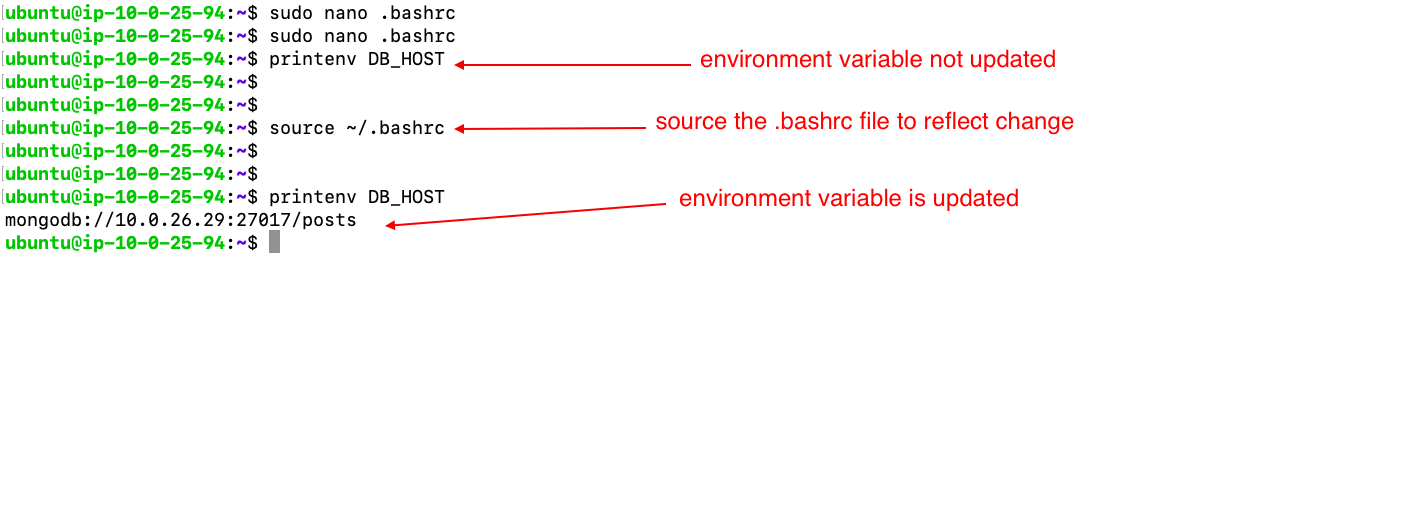 ubuntu@ip-10-0-25-94:~$ sudo nano .bashrc
ubuntu@ip-10-0-25-94:~$ sudo nano .bashrc
ubuntu@ip-10-0-25-94:~$ printenv DB_HOST environment variable not updated
ubuntu@ip-10-0-25-94:~$
ubuntu@ip-10-0-25-94:~$
ubuntu@ip-10-0-25-94:~$ source ~/.bashrc source the .bashrc file to reflect change
ubuntu@ip-10-0-25-94:~$
ubuntu@ip-10-0-25-94:~$
ubuntu@ip-10-0-25-94:~$ printenv DB_HOST environment variable is updated
mongodb://10.0.26.29:27017/posts
ubuntu@ip-10-0-25-94:~$